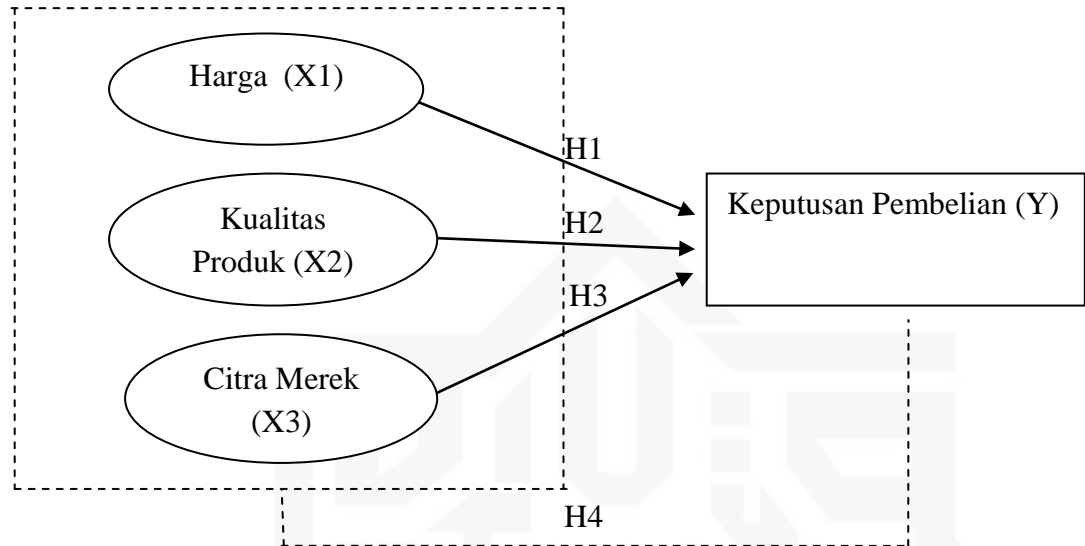 Harga (X1)
H1
Keputusan Pembelian (Y)
H2
Kualitas
Produk (X2)
H3
Citra Merek
(X3)
H4